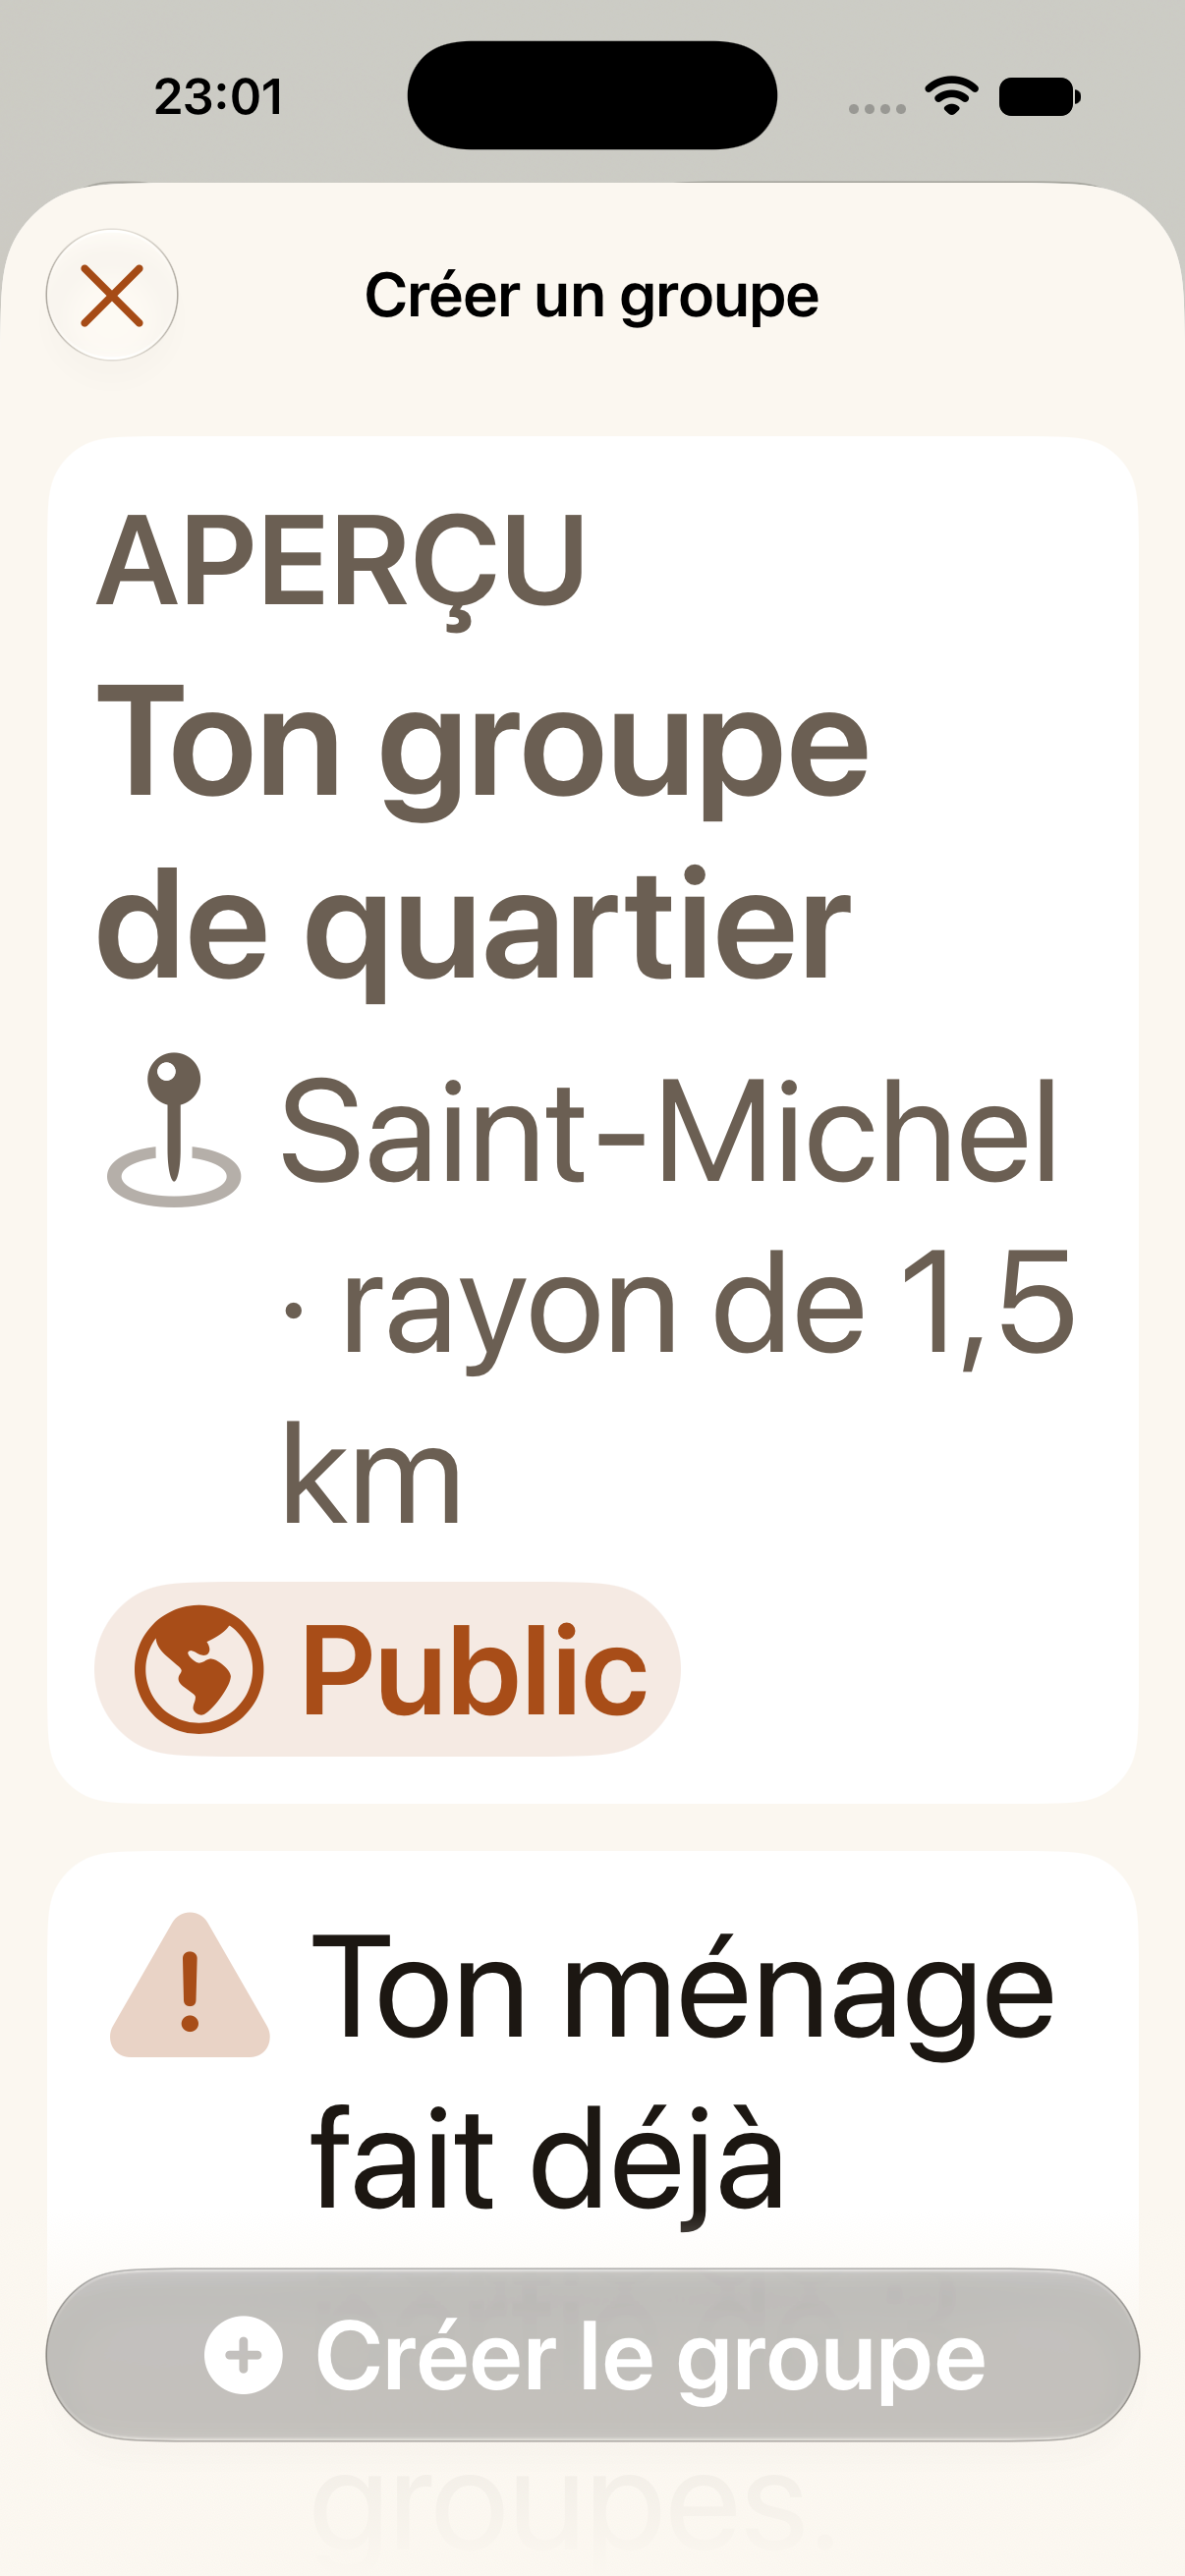 23:01
Créer un groupe
APERÇU
Ton groupe
de quartier
Saint-Michel
· rayon de 1,5
km
Public
Ton ménage
fait déjà
Créer le groupe
groupes.